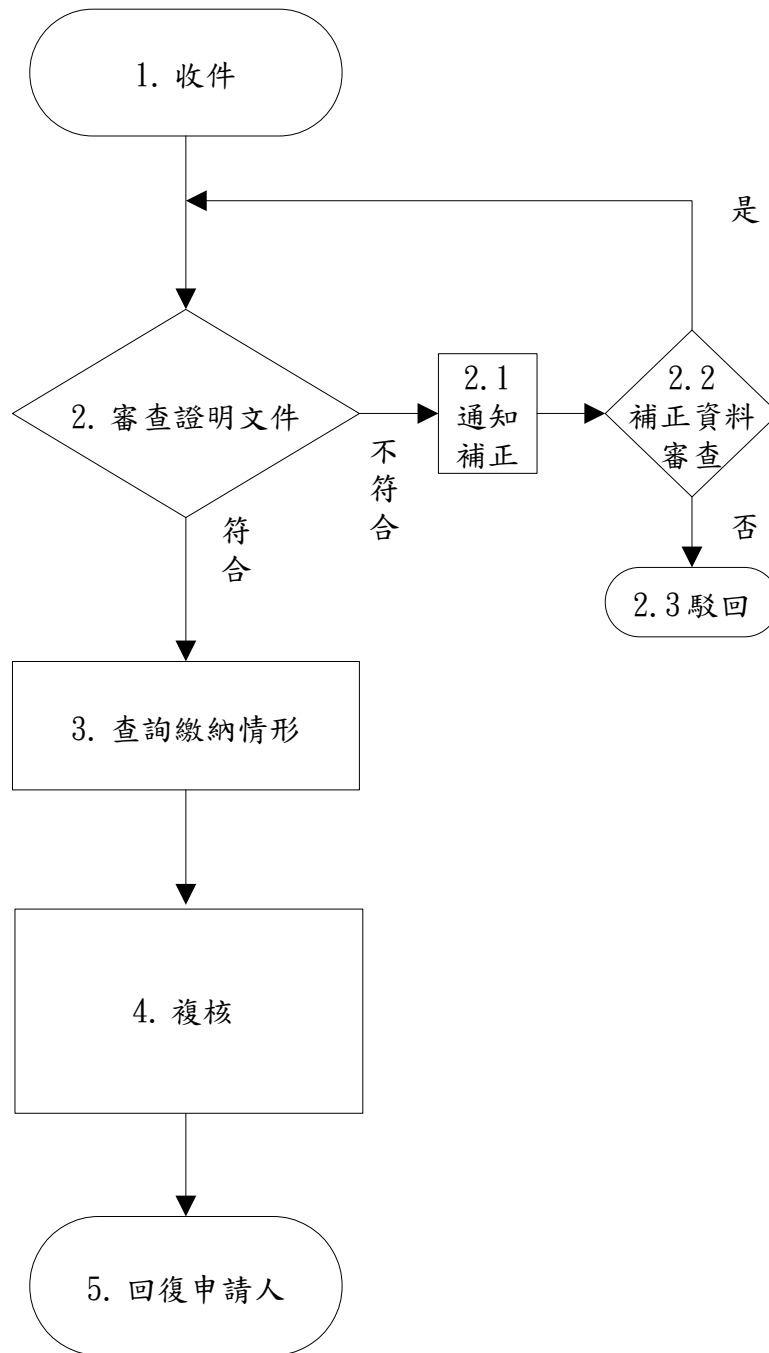 1. 收件
是
2. 審查證明文件
不
符
合
2.1
通知
補正
2.2
補正資料
審查
否
2.3 駁回
符
合
3. 查詢繳納情形
4. 複核
5. 回復申請人